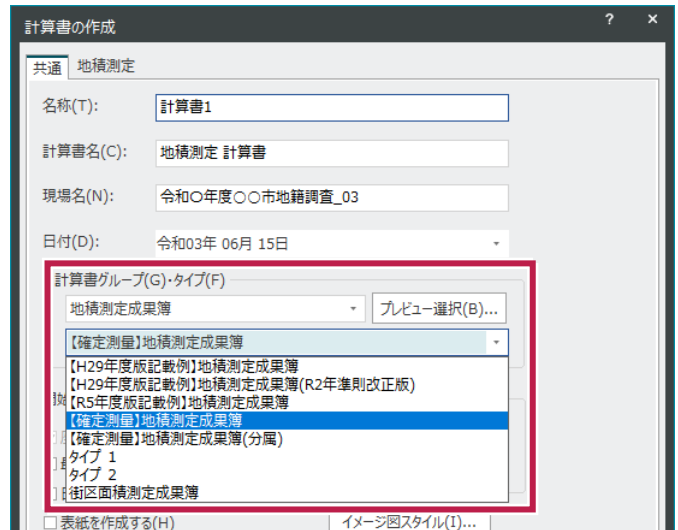 計算書の作成
? ×
共通 地積測定
名称(T): 計算書1
計算書名(C): 地積測定 計算書
現場名(N): 令和〇年度〇〇市地籍調査_03
日付(D): 令和03年 06月 15日
計算書グループ(G)・タイプ(F)
地積測定成果簿 プレビュー選択(B)...
【確定測量】地積測定成果簿
【H29年度版記載例】地積測定成果簿
【H29年度版記載例】地積測定成果簿(R2年準則改正版)
【R5年度版記載例】地積測定成果簿
【確定測量】地積測定成果簿
【確定測量】地積測定成果簿(分属)
タイプ 1
タイプ 2
街区面積測定成果簿
表紙を作成する(H) イメージ図スタイル(I)...